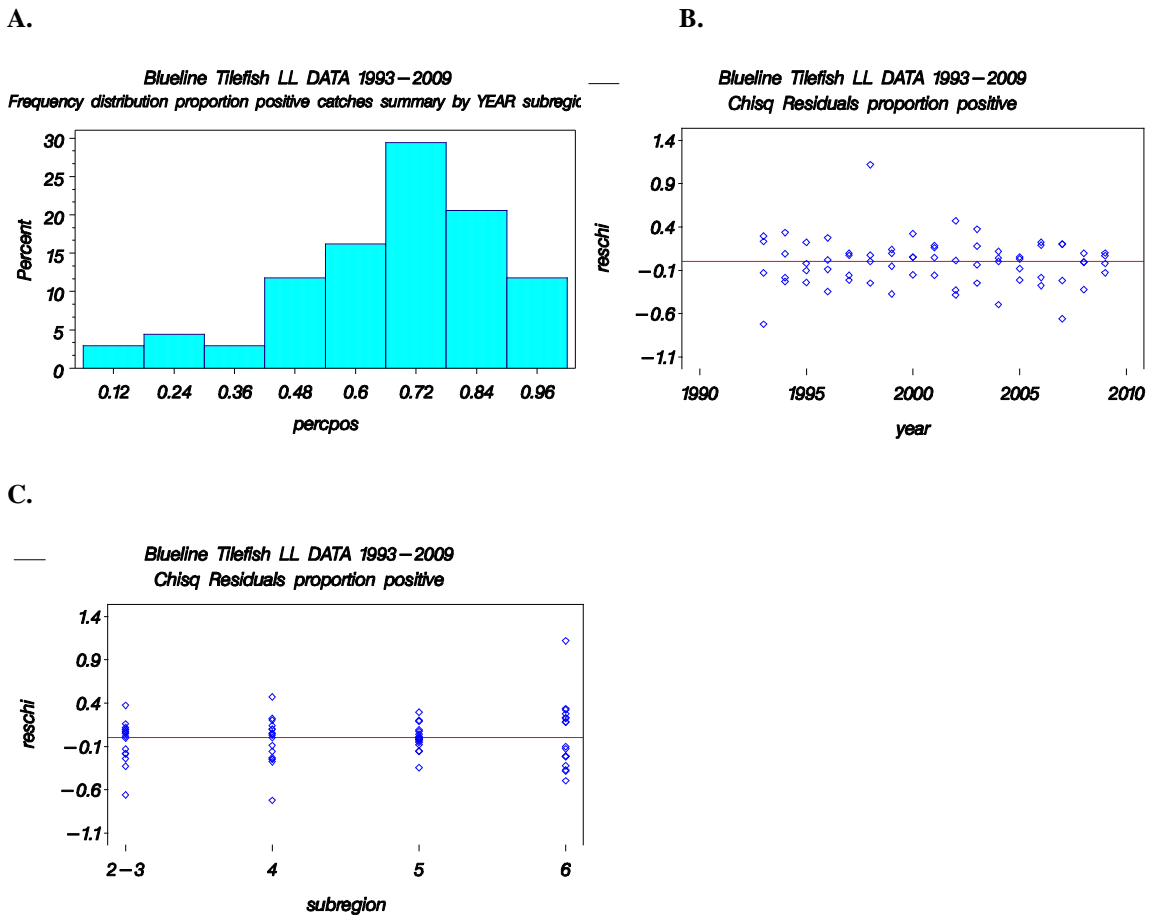 A.
Blueline Tilefish LL DATA 1993–2009
Frequency distribution proportion positive catches summary by YEAR subregic
Percent
30
25
20
15
10
5
0
0.12 0.24 0.36 0.48 0.6 0.72 0.84 0.96
percpos
B.
Blueline Tilefish LL DATA 1993–2009
Chisq Residuals proportion positive
reschi
1.4
0.9
0.4
−0.1
−0.6
−1.1
1990 1995 2000 2005 2010
year
C.
Blueline Tilefish LL DATA 1993–2009
Chisq Residuals proportion positive
reschi
1.4
0.9
0.4
−0.1
−0.6
−1.1
2−3 4 5 6
subregion